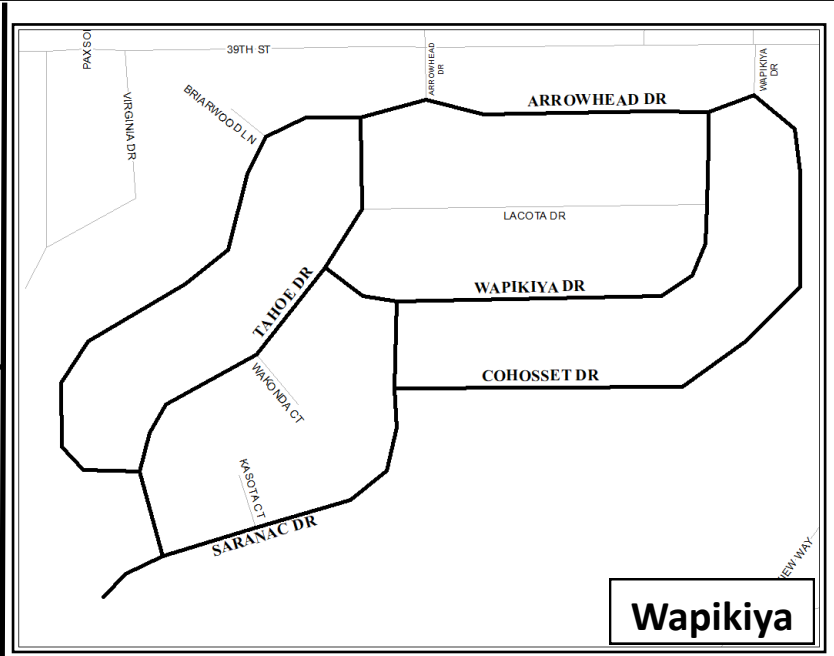 39TH ST
PAXSO
VIRGINIA DR
BRIARWOOD LN
ARROWHEAD
DR
WAPIKIYA
DR
ARROWHEAD DR
LACOTA DR
TAHOE DR
WAPIKIYA DR
COHOSSET DR
WAKONDA CT
KASOTA CT
SARANAC DR
IEW WAY
Wapikiya